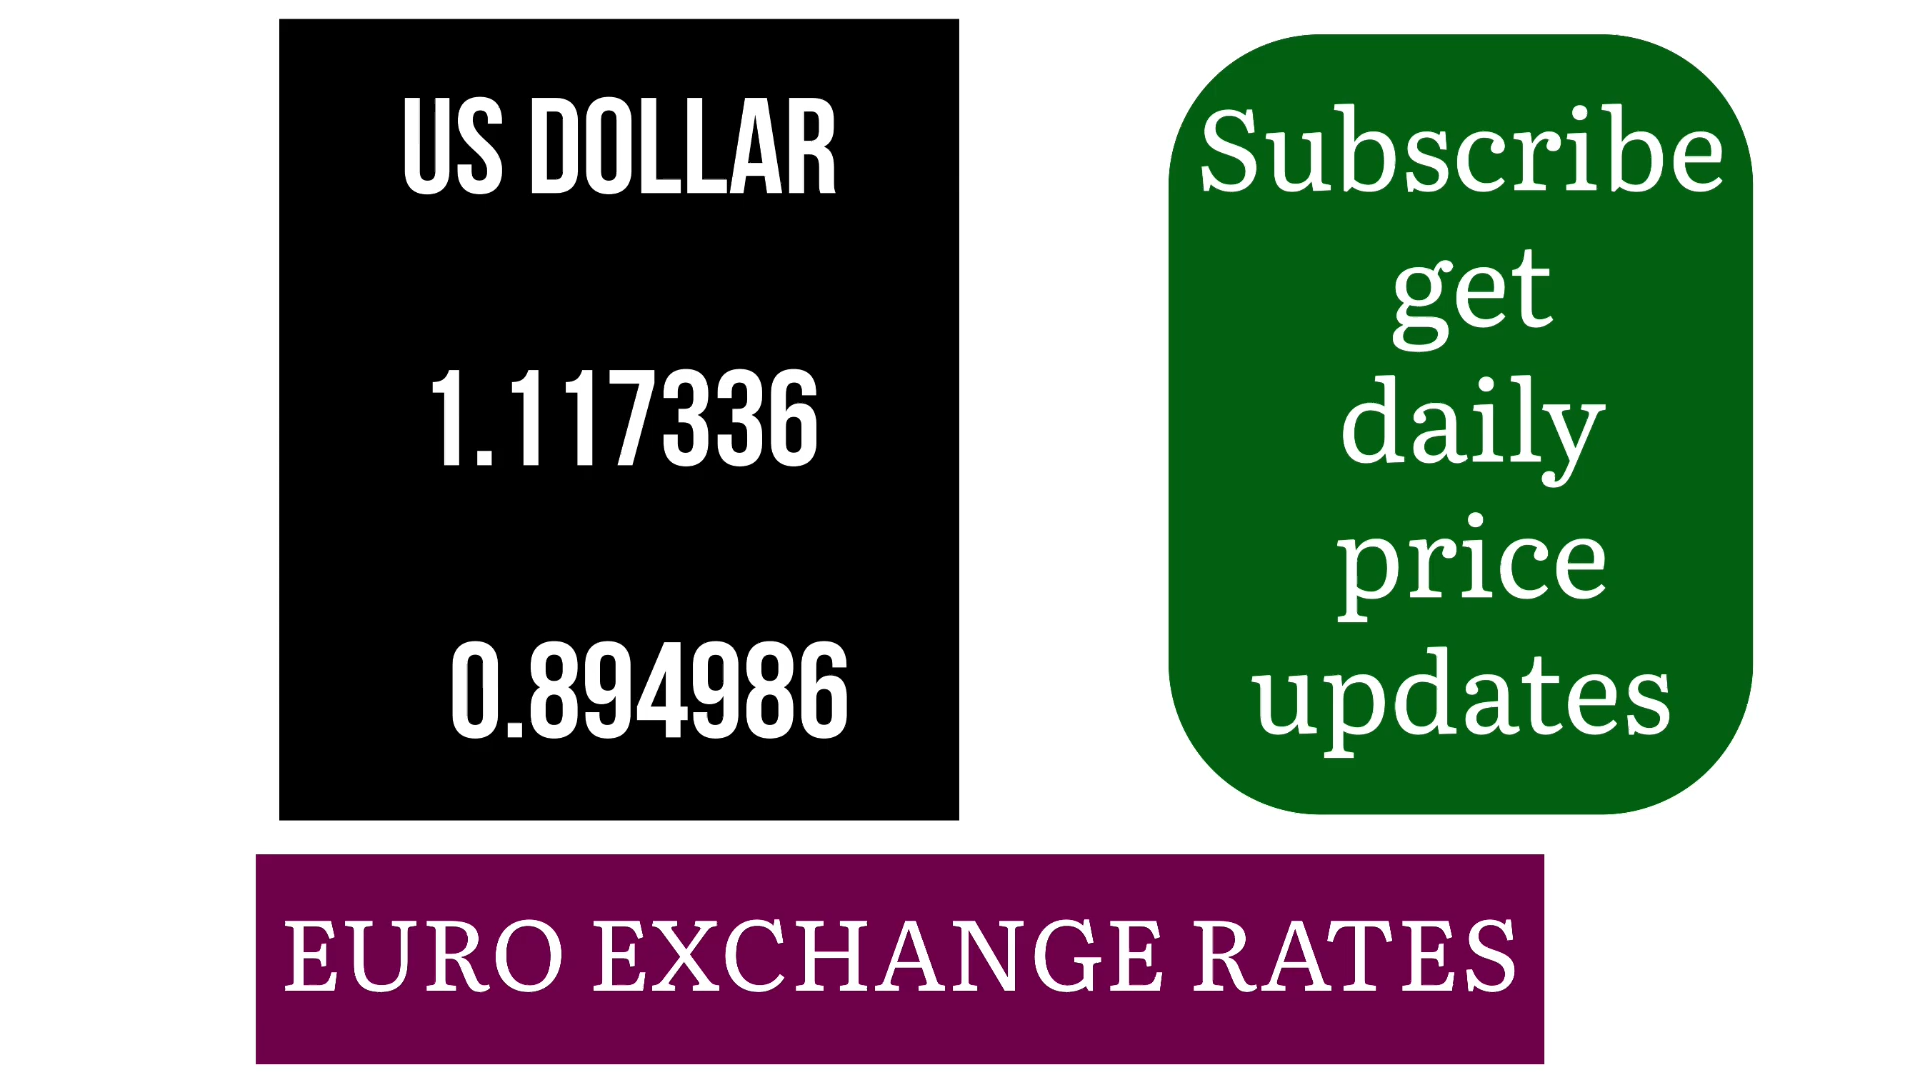 US DOLLAR
1.117336
0.894986
Subscribe
get
daily
price
updates
EURO EXCHANGE RATES